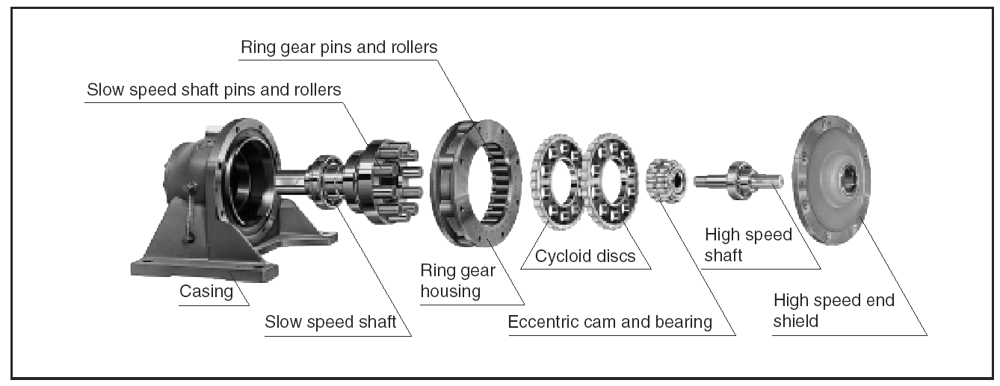 Ring gear pins and rollers
Slow speed shaft pins and rollers
High speed
shaft
Cycloid discs
Ring gear
housing
Casing
High speed end
shield
Slow speed shaft
Eccentric cam and bearing